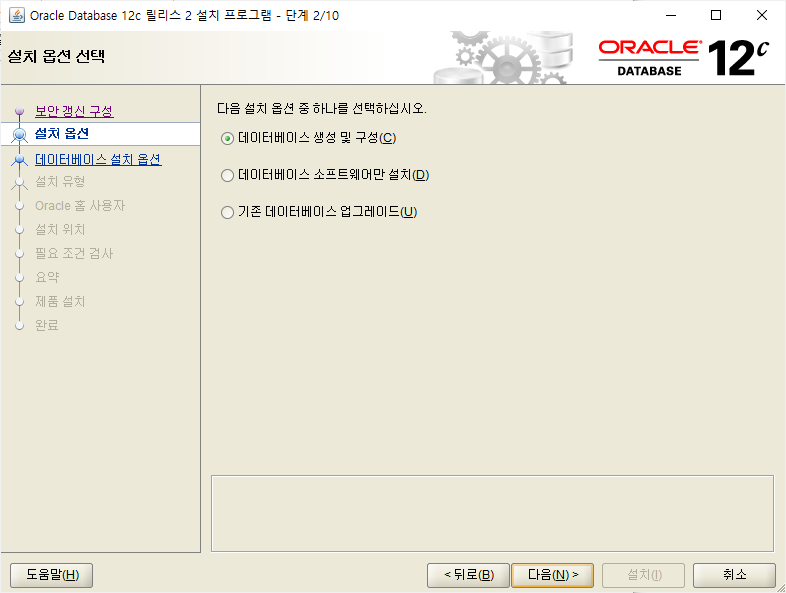 Oracle Database 12c 릴리스 2 설치 프로그램 - 단계 2/10
설치 옵션 선택
ORACLE
DATABASE
12c
보안 갱신 구성
설치 옵션
데이터베이스 설치 옵션
설치 유형
Oracle 홈 사용자
설치 위치
필요 조건 검사
요약
제품 설치
완료
다음 설치 옵션 중 하나를 선택하십시오.
데이터베이스 생성 및 구성(C)
데이터베이스 소프트웨어만 설치(D)
기존 데이터베이스 업그레이드(U)
도움말(H)
< 뒤로(B)
다음(N) >
설치(I)
취소